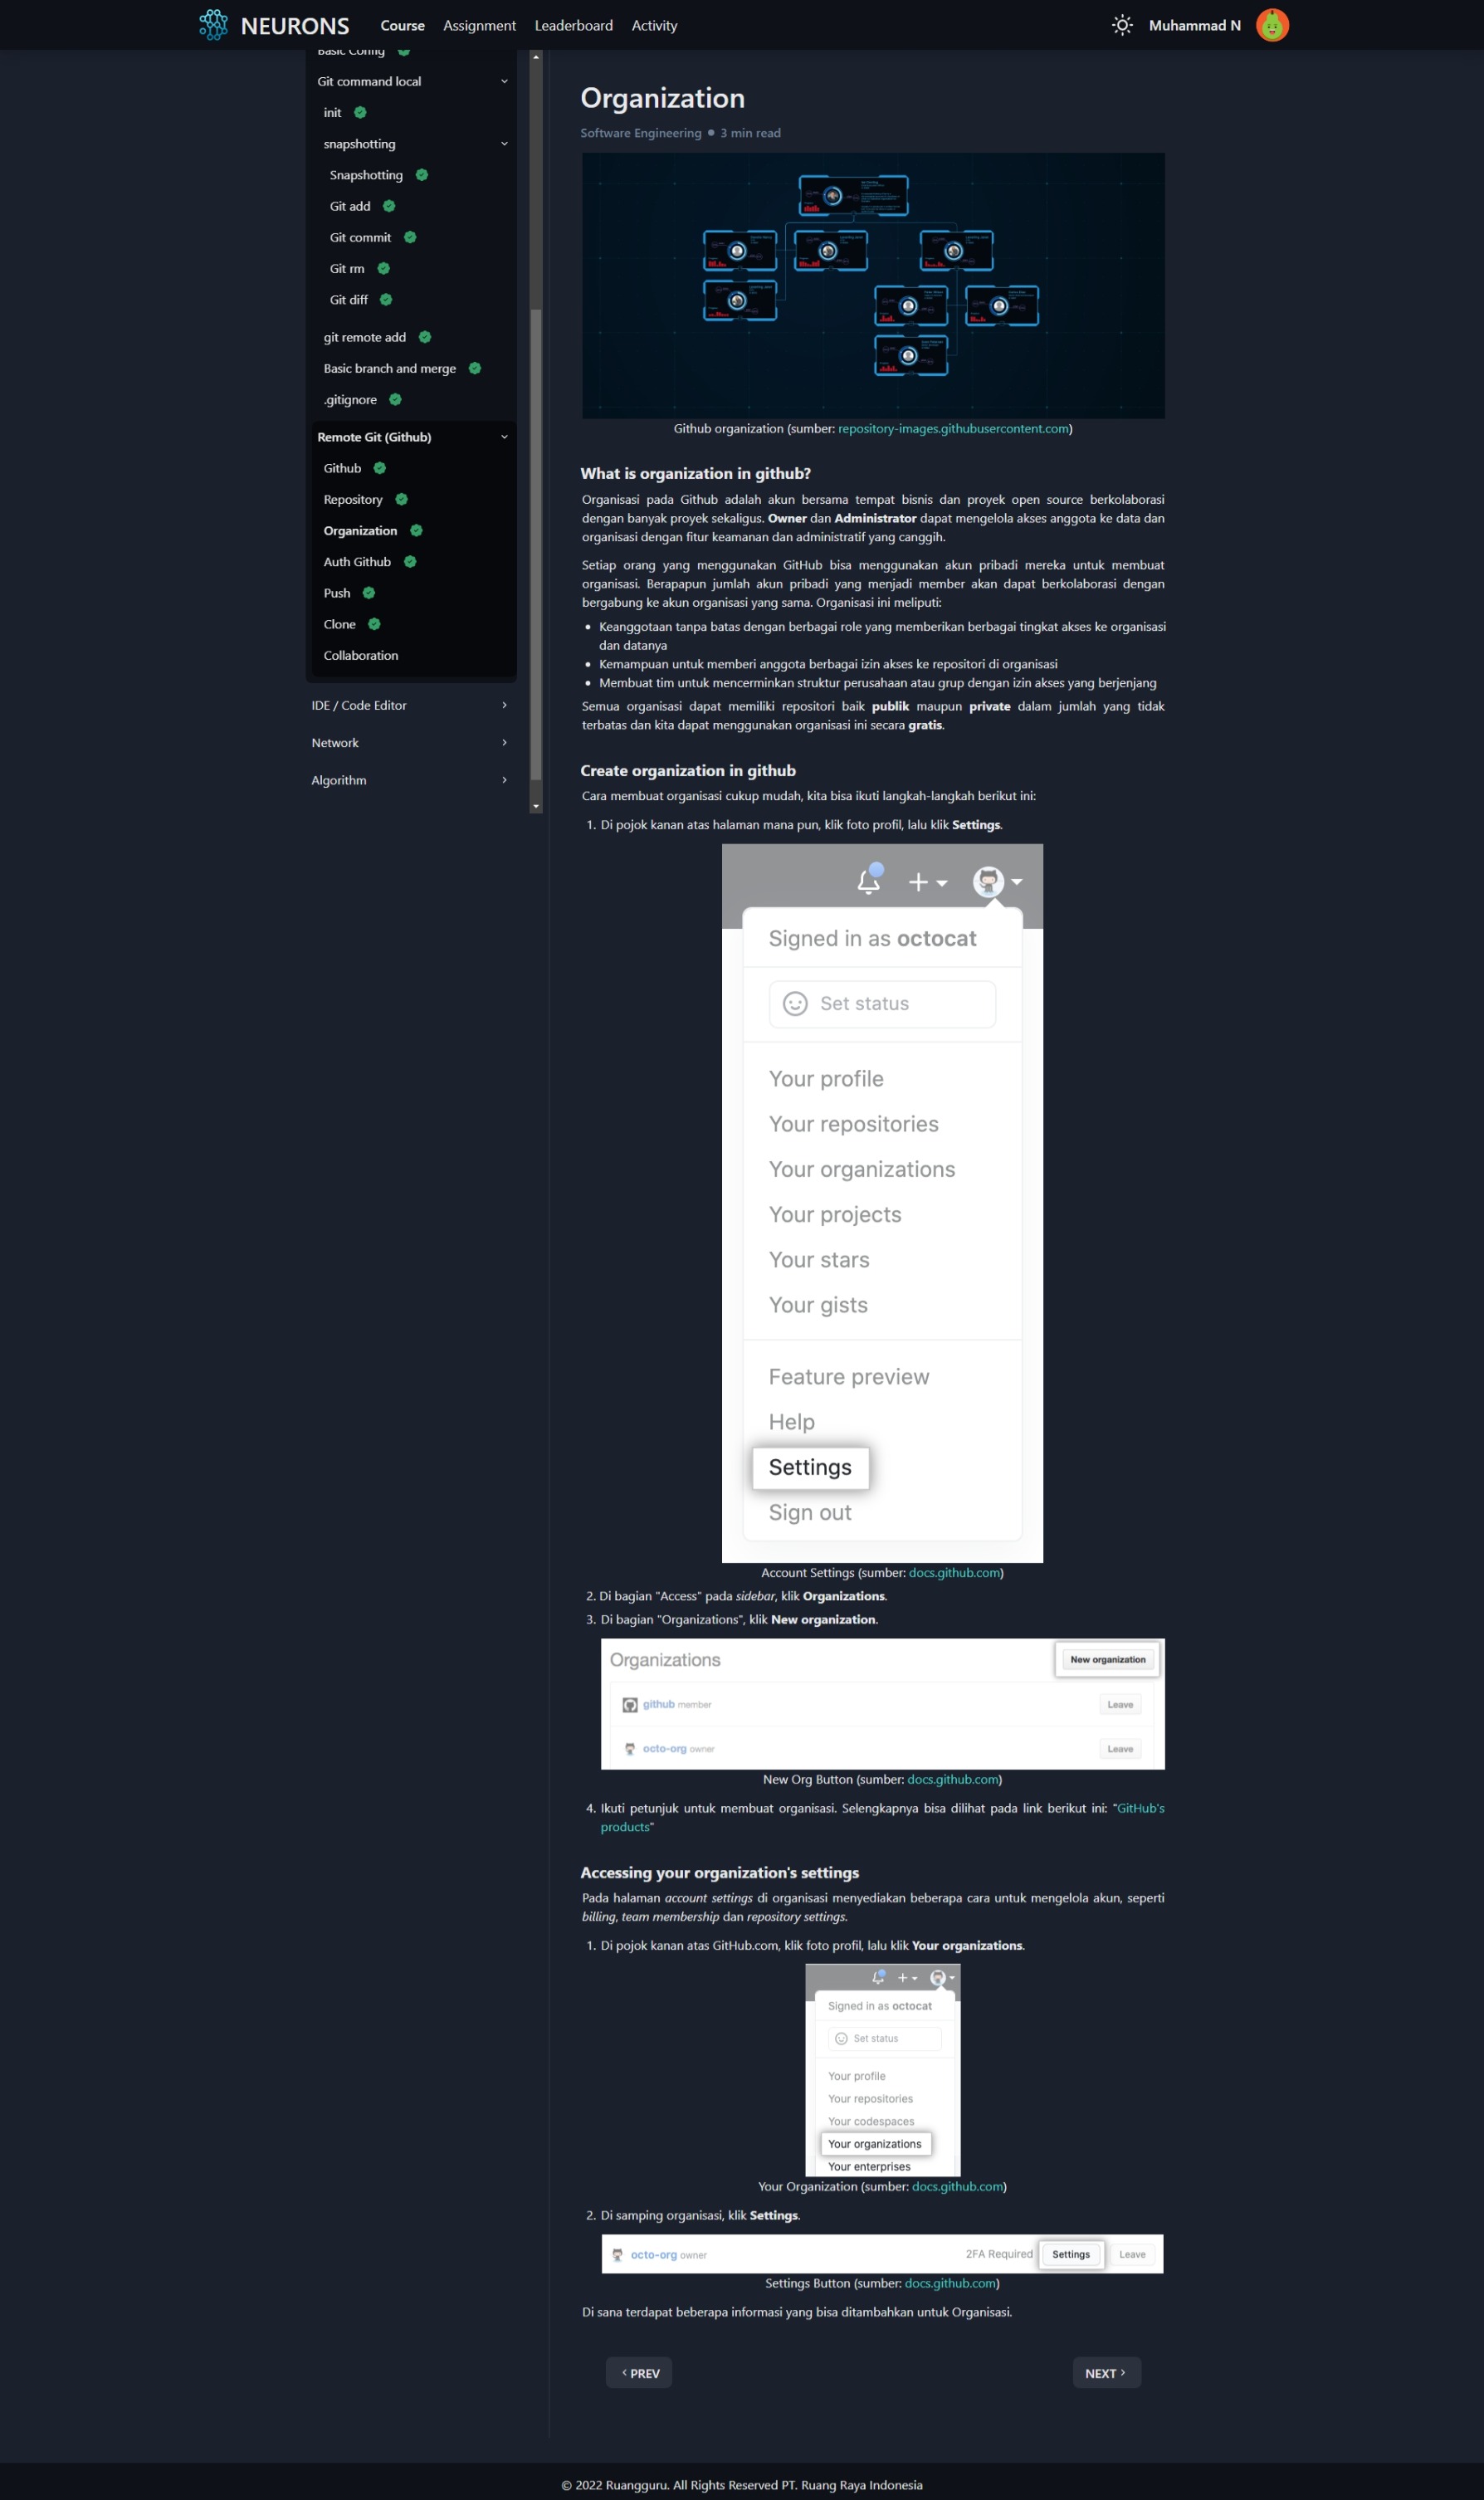 NEURONS
Course
Assignment
Leaderboard
Activity
Muhammad N
Basic Config
Git command local
init
snapshotting
Snapshotting
Git add
Git commit
Git rm
Git diff
git remote add
Basic branch and merge
.gitignore
Remote Git (Github)
Github
Repository
Organization
Auth Github
Push
Clone
Collaboration
IDE / Code Editor
Network
Algorithm
Organization
Software Engineering • 3 min read
Github organization (sumber: repository-images.githubusercontent.com)
What is organization in github?
Organisasi pada Github adalah akun bersama tempat bisnis dan proyek open source berkolaborasi
dengan banyak proyek sekaligus. Owner dan Administrator dapat mengelola akses anggota ke data dan
organisasi dengan fitur keamanan dan administratif yang canggih.
Setiap orang yang menggunakan GitHub bisa menggunakan akun pribadi mereka untuk membuat
organisasi. Berapapun jumlah akun pribadi yang menjadi member akan dapat berkolaborasi dengan
bergabung ke akun organisasi yang sama. Organisasi ini meliputi:
• Keanggotaan tanpa batas dengan berbagai role yang memberikan berbagai tingkat akses ke organisasi
dan datanya
• Kemampuan untuk memberi anggota berbagai izin akses ke repositori di organisasi
• Membuat tim untuk mencerminkan struktur perusahaan atau grup dengan izin akses yang berjenjang
Semua organisasi dapat memiliki repositori baik publik maupun private dalam jumlah yang tidak
terbatas dan kita dapat menggunakan organisasi ini secara gratis.
Create organization in github
Cara membuat organisasi cukup mudah, kita bisa ikuti langkah-langkah berikut ini:
1. Di pojok kanan atas halaman mana pun, klik foto profil, lalu klik Settings.
Signed in as octocat
Set status
Your profile
Your repositories
Your organizations
Your projects
Your stars
Your gists
Feature preview
Help
Settings
Sign out
Account Settings (sumber: docs.github.com)
2. Di bagian "Access" pada sidebar, klik Organizations.
3. Di bagian "Organizations", klik New organization.
Organizations
New organization
github member
Leave
octo-org owner
Leave
New Org Button (sumber: docs.github.com)
4. Ikuti petunjuk untuk membuat organisasi. Selengkapnya bisa dilihat pada link berikut ini: "GitHub's
products"
Accessing your organization's settings
Pada halaman account settings di organisasi menyediakan beberapa cara untuk mengelola akun, seperti
billing, team membership dan repository settings.
1. Di pojok kanan atas GitHub.com, klik foto profil, lalu klik Your organizations.
Signed in as octocat
Set status
Your profile
Your repositories
Your codespaces
Your organizations
Your enterprises
Your Organization (sumber: docs.github.com)
2. Di samping organisasi, klik Settings.
octo-org owner
2FA Required
Settings
Leave
Settings Button (sumber: docs.github.com)
Di sana terdapat beberapa informasi yang bisa ditambahkan untuk Organisasi.
PREV
NEXT
© 2022 Ruangguru. All Rights Reserved PT. Ruang Raya Indonesia